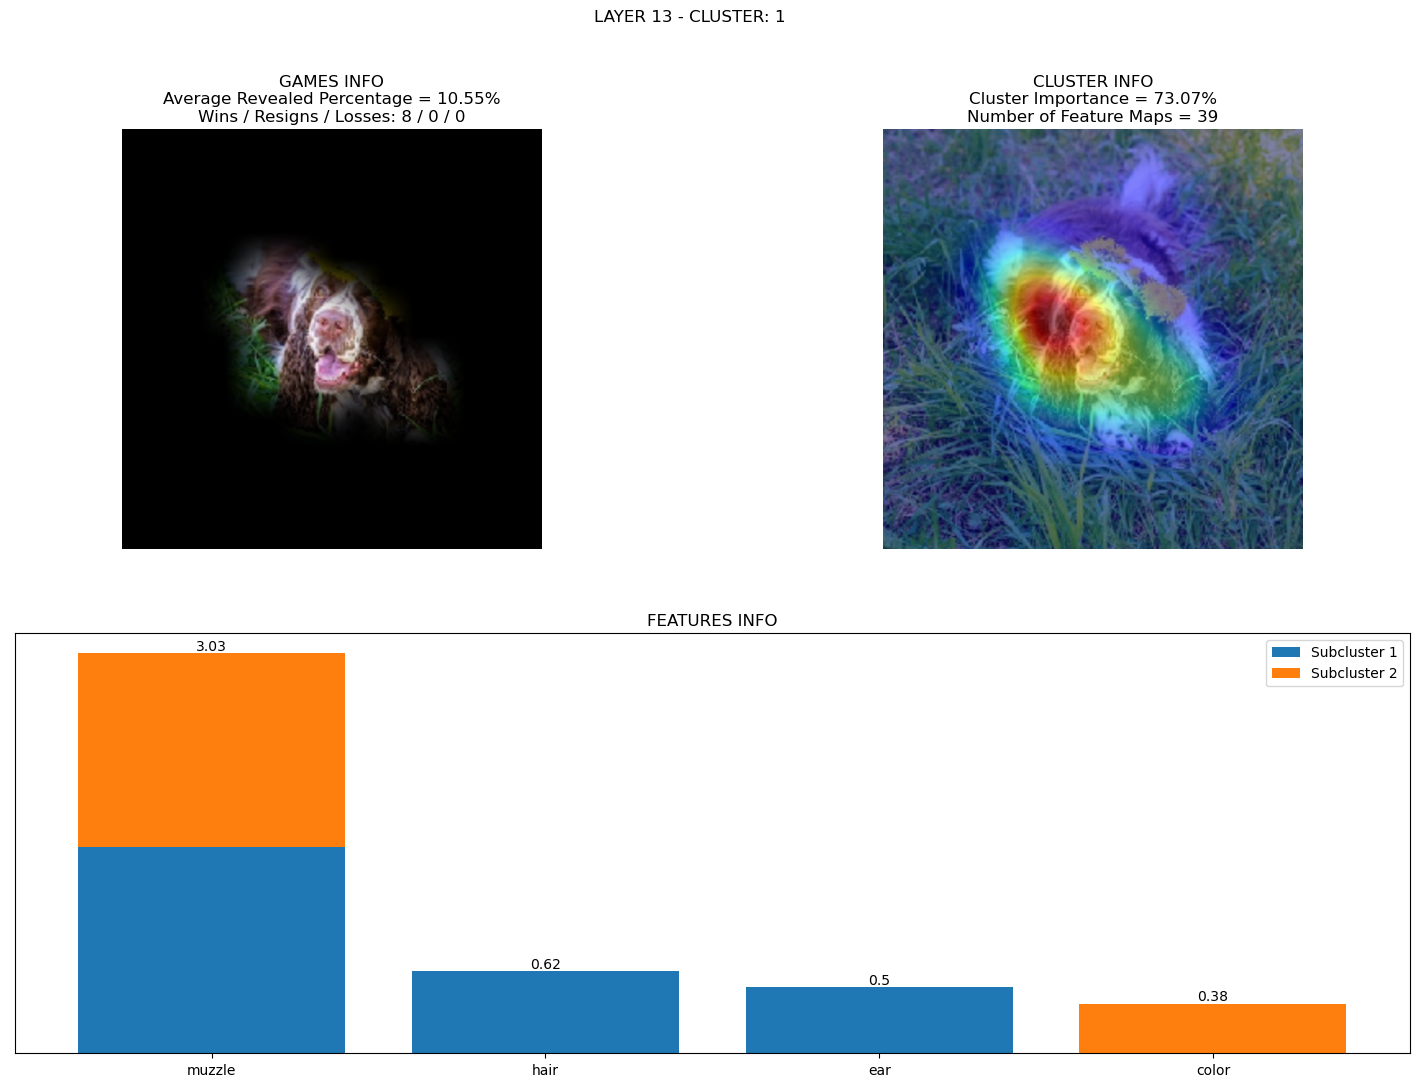 LAYER 13 - CLUSTER: 1
GAMES INFO
Average Revealed Percentage = 10.55%
Wins / Resigns / Losses: 8 / 0 / 0
CLUSTER INFO
Cluster Importance = 73.07%
Number of Feature Maps = 39
FEATURES INFO
3.03
Subcluster 1
Subcluster 2
0.62
0.5
0.38
muzzle
hair
ear
color